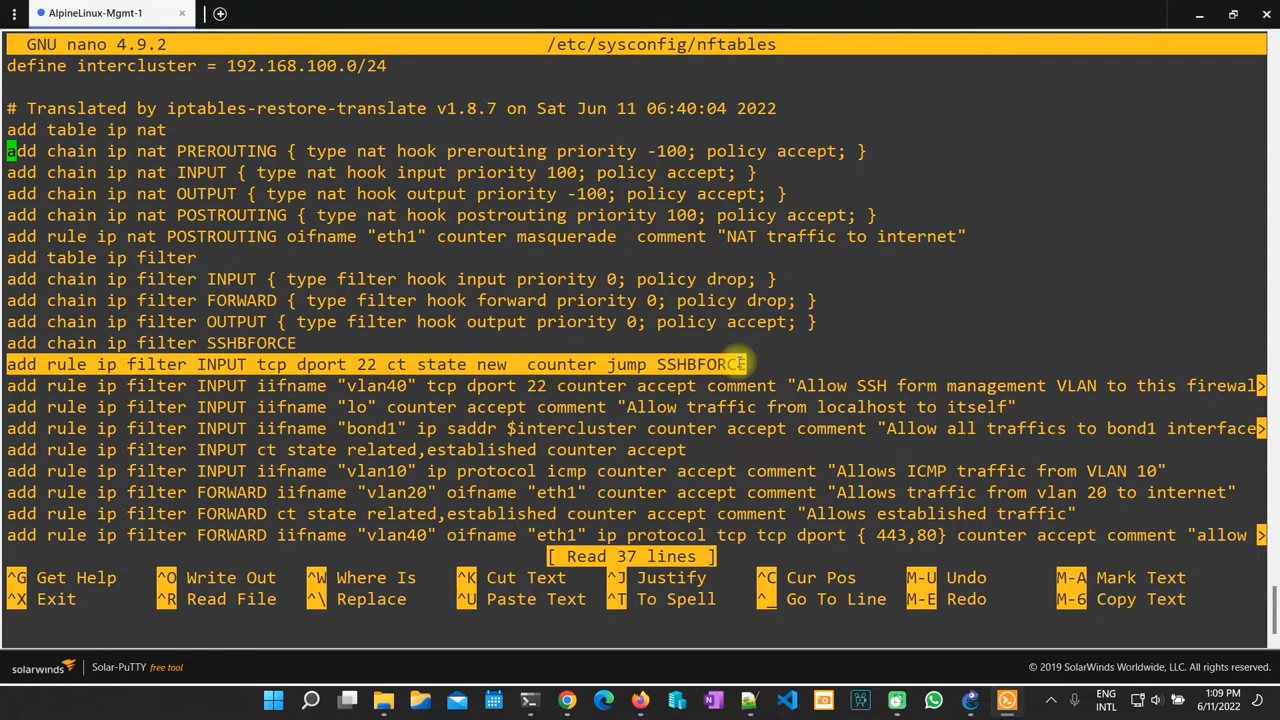 AlpineLinux-Mgmt-1
GNU nano 4.9.2 /etc/sysconfig/nftables
define intercluster = 192.168.100.0/24
# Translated by iptables-restore-translate v1.8.7 on Sat Jun 11 06:40:04 2022
add table ip nat
add chain ip nat PREROUTING { type nat hook prerouting priority -100; policy accept; }
add chain ip nat INPUT { type nat hook input priority 100; policy accept; }
add chain ip nat OUTPUT { type nat hook output priority -100; policy accept; }
add chain ip nat POSTROUTING { type nat hook postrouting priority 100; policy accept; }
add rule ip nat POSTROUTING oifname "eth1" counter masquerade  comment "NAT traffic to internet"
add table ip filter
add chain ip filter INPUT { type filter hook input priority 0; policy drop; }
add chain ip filter FORWARD { type filter hook forward priority 0; policy drop; }
add chain ip filter OUTPUT { type filter hook output priority 0; policy accept; }
add chain ip filter SSHBFORCE
add rule ip filter INPUT tcp dport 22 ct state new  counter jump SSHBFORCE
add rule ip filter INPUT iifname "vlan40" tcp dport 22 counter accept comment "Allow SSH form management VLAN to this firewal>
add rule ip filter INPUT iifname "lo" counter accept comment "Allow traffic from localhost to itself"
add rule ip filter INPUT iifname "bond1" ip saddr $intercluster counter accept comment "Allow all traffics to bond1 interface>
add rule ip filter INPUT ct state related,established counter accept
add rule ip filter INPUT iifname "vlan10" ip protocol icmp counter accept comment "Allows ICMP traffic from VLAN 10"
add rule ip filter FORWARD iifname "vlan20" oifname "eth1" counter accept comment "Allows traffic from vlan 20 to internet"
add rule ip filter FORWARD ct state related,established counter accept comment "Allows established traffic"
add rule ip filter FORWARD iifname "vlan40" oifname "eth1" ip protocol tcp tcp dport { 443,80} counter accept comment "allow >
[ Read 37 lines ]
^G Get Help ^O Write Out ^W Where Is ^K Cut Text ^J Justify ^C Cur Pos M-U Undo M-A Mark Text
^X Exit ^R Read File ^\ Replace ^U Paste Text ^T To Spell ^_ Go To Line M-E Redo M-6 Copy Text
solarwinds Solar-PuTTY free tool © 2019 SolarWinds Worldwide, LLC. All rights reserved.
ENG 1:09 PM
INTL 6/11/2022